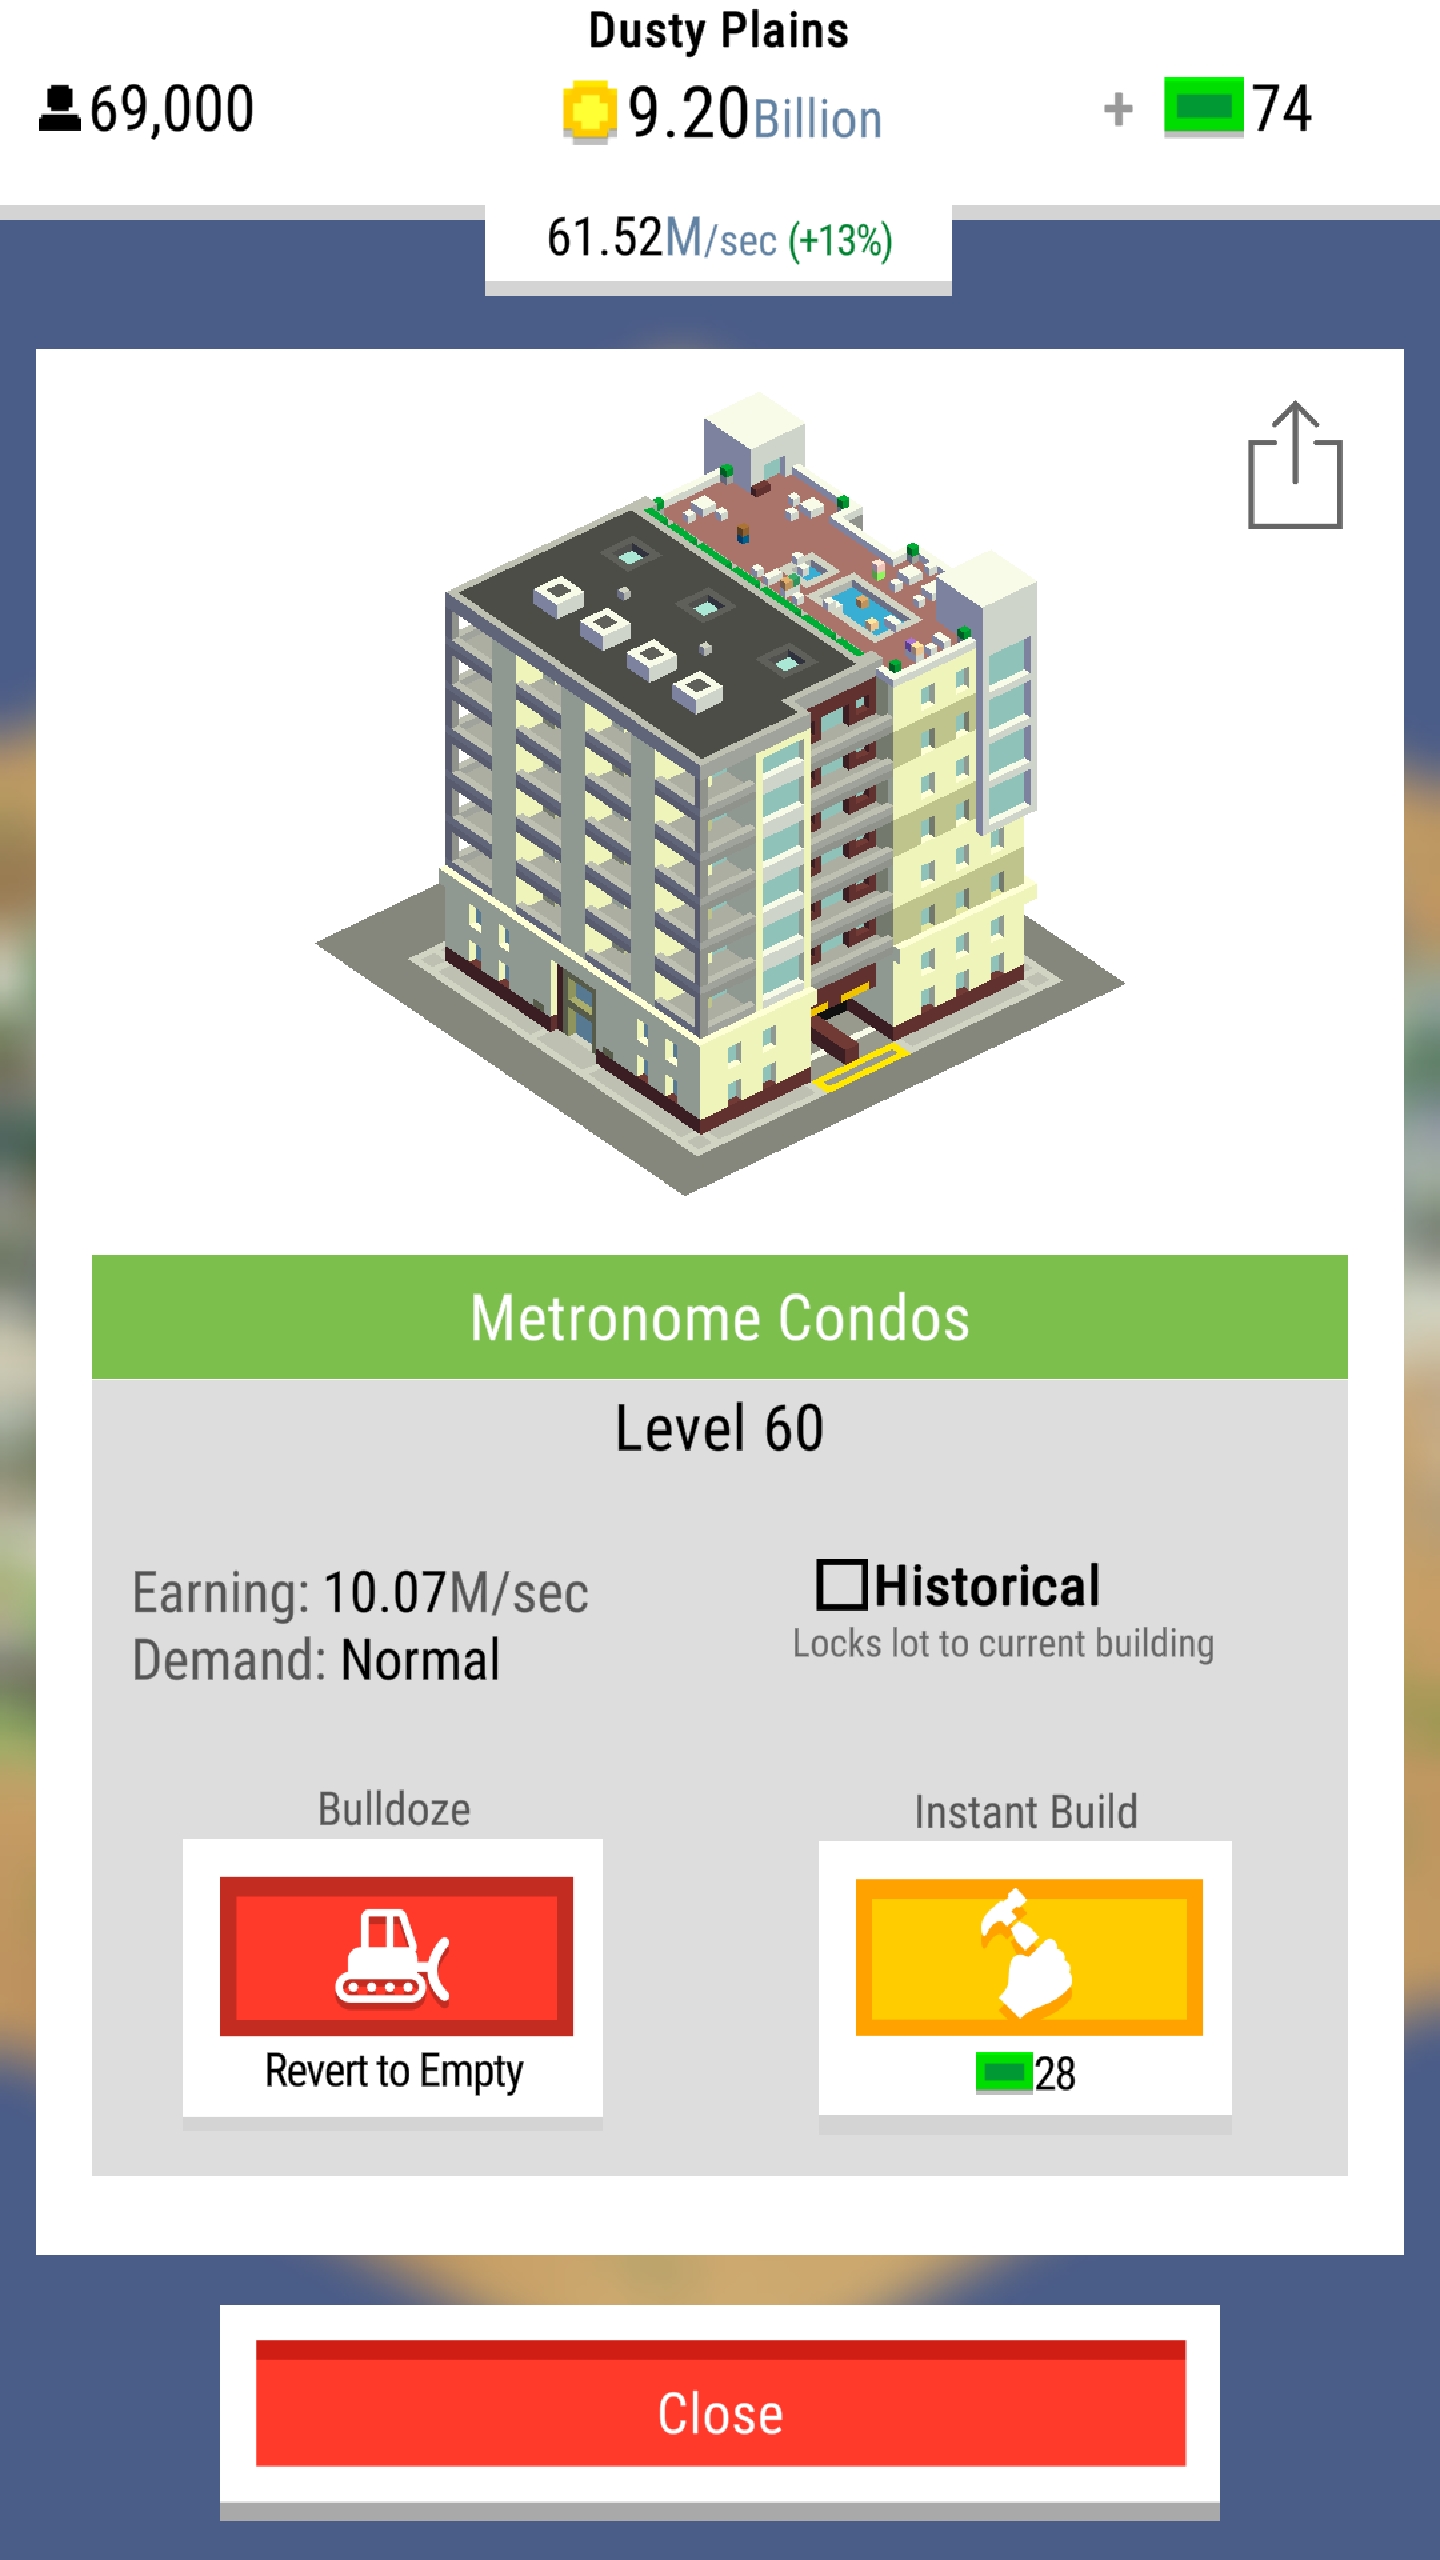 Dusty Plains
69,000
9.20Billion
+ 74
61.52M/sec (+13%)
Metronome Condos
Level 60
Earning: 10.07M/sec
Demand: Normal
Historical
Locks lot to current building
Bulldoze
Revert to Empty
Instant Build
28
Close